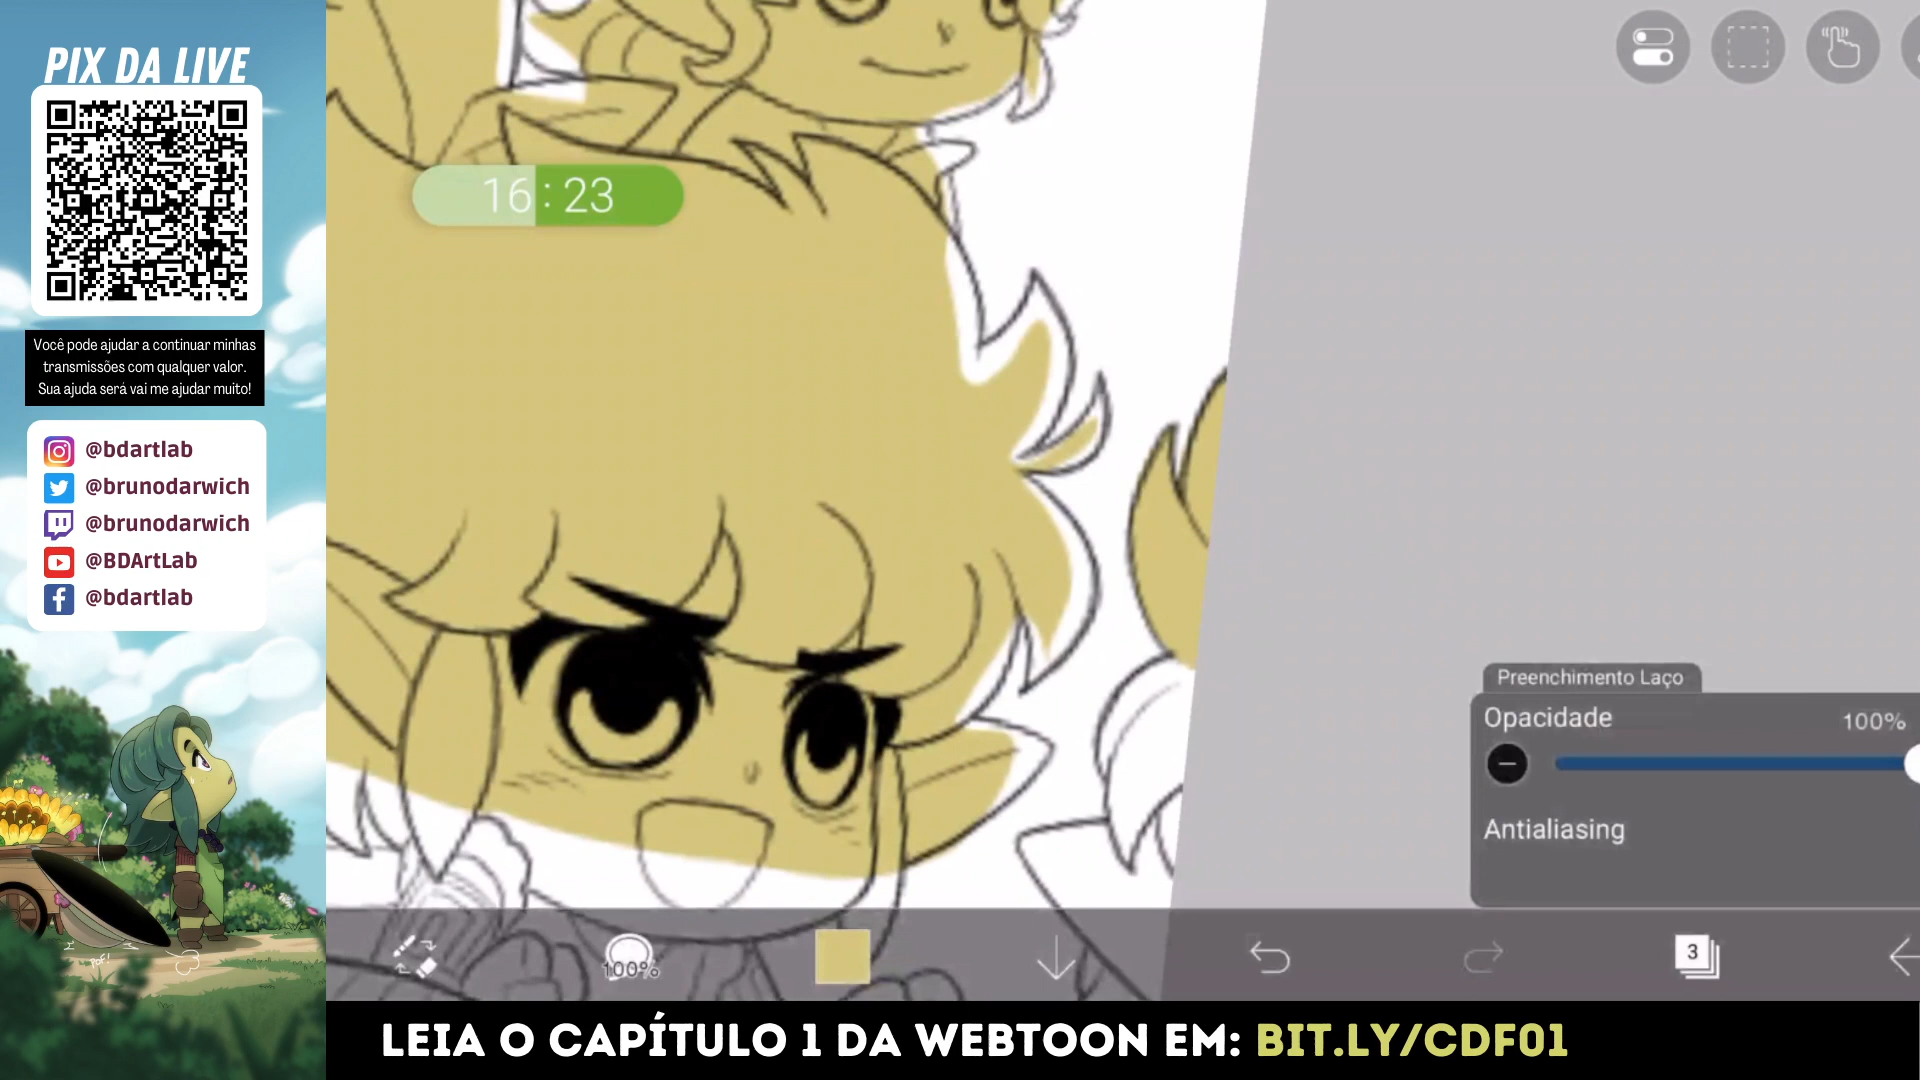 PIX DA LIVE
Você pode ajudar a continuar minhas
transmissões com qualquer valor.
Sua ajuda será vai me ajudar muito!
@bdartlab
@brunodarwich
@brunodarwich
@BDArtLab
@bdartlab
POF!
16:23
Preenchimento Laço
Opacidade
100%
Antialiasing
100%
3
LEIA O CAPÍTULO 1 DA WEBTOON EM: BIT.LY/CDF01